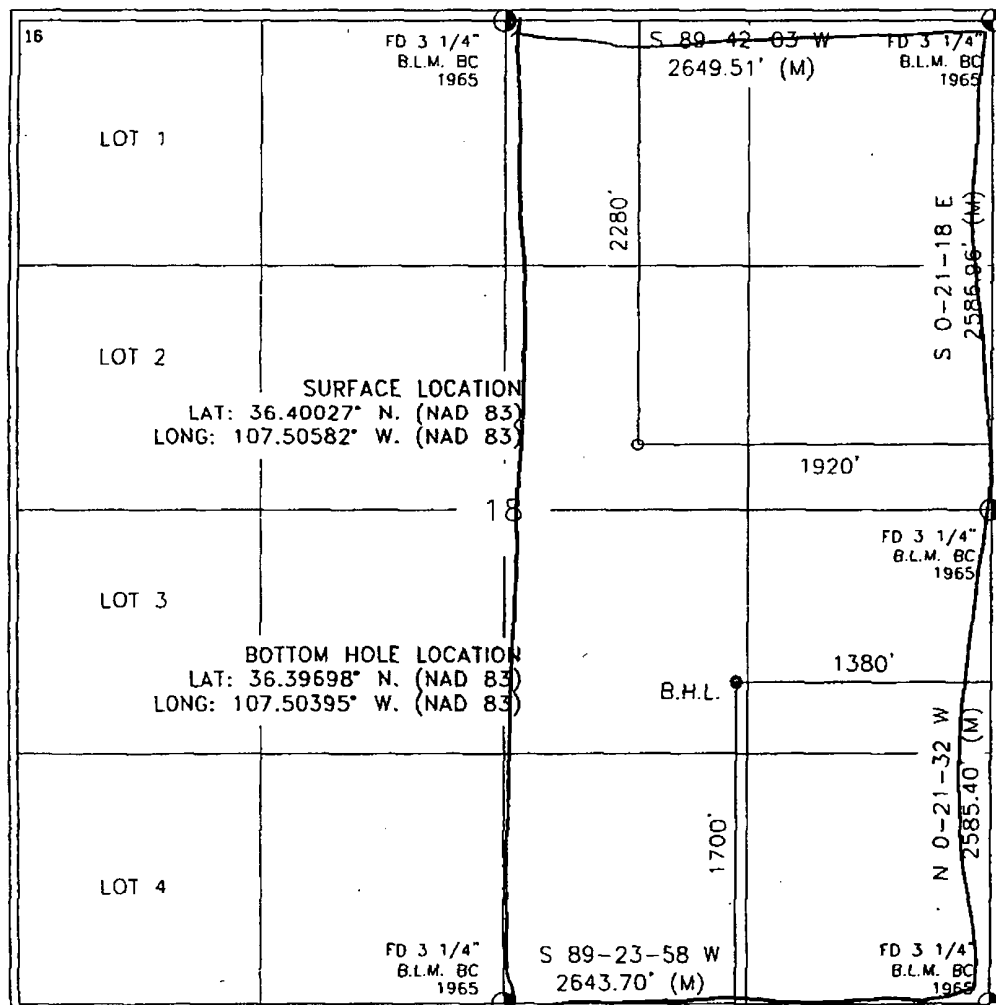 16
FD 3 1/4"
B.L.M. BC
1965
S 89-42-03 W
2649.51' (M)
FD 3 1/4"
B.L.M. BC
1965
LOT 1
2280'
S 0-21-18 E
2586.96' (M)
LOT 2
SURFACE LOCATION
LAT: 36.40027° N. (NAD 83)
LONG: 107.50582° W. (NAD 83)
1920'
18
FD 3 1/4"
B.L.M. BC
1965
LOT 3
BOTTOM HOLE LOCATION
LAT: 36.39698° N. (NAD 83)
LONG: 107.50395° W. (NAD 83)
1380'
B.H.L.
N 0-21-32 W
2585.40' (M)
1700'
LOT 4
FD 3 1/4"
B.L.M. BC
1965
S 89-23-58 W
2643.70' (M)
FD 3 1/4"
B.L.M. BC
1965